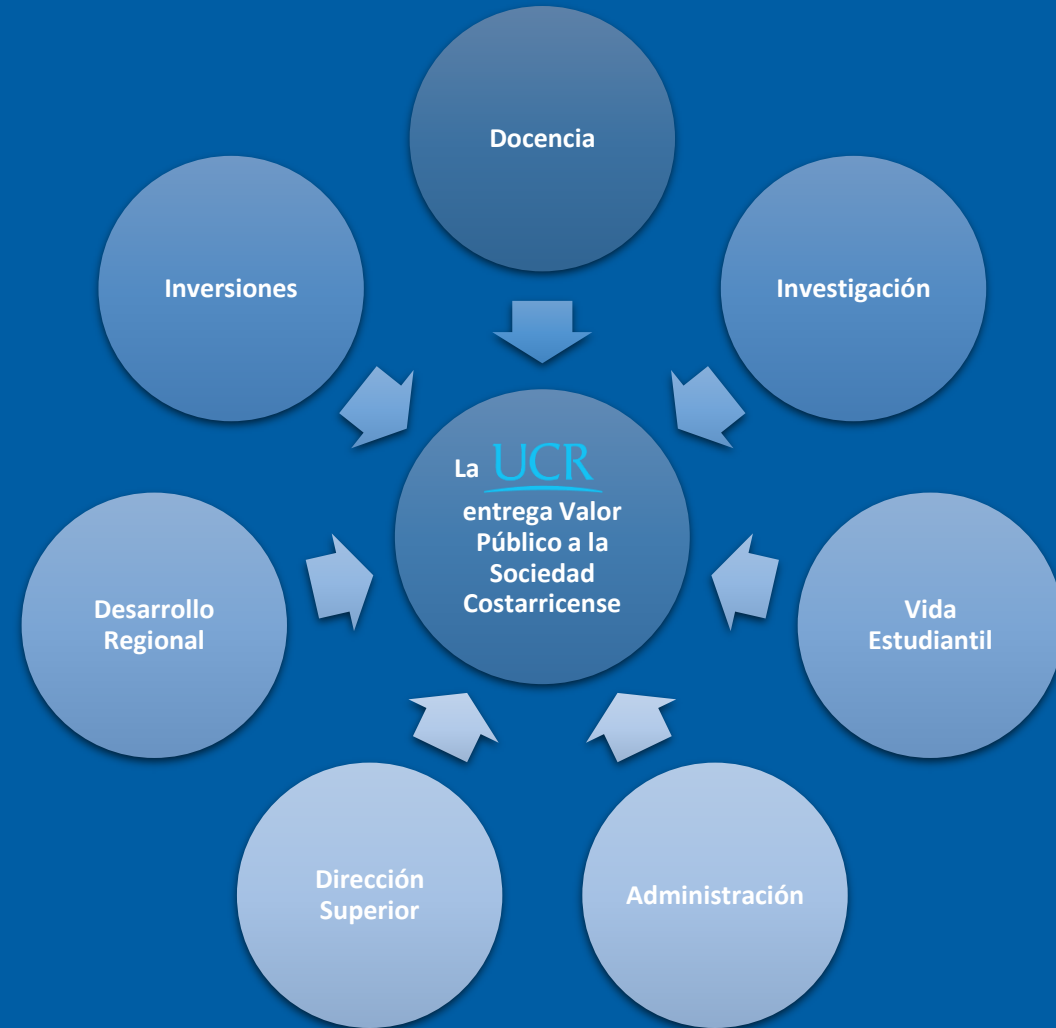 Docencia
Inversiones
Investigación
La UCR
entrega Valor
Público a la
Sociedad
Costarricense
Desarrollo
Regional
Vida
Estudiantil
Dirección
Superior
Administración